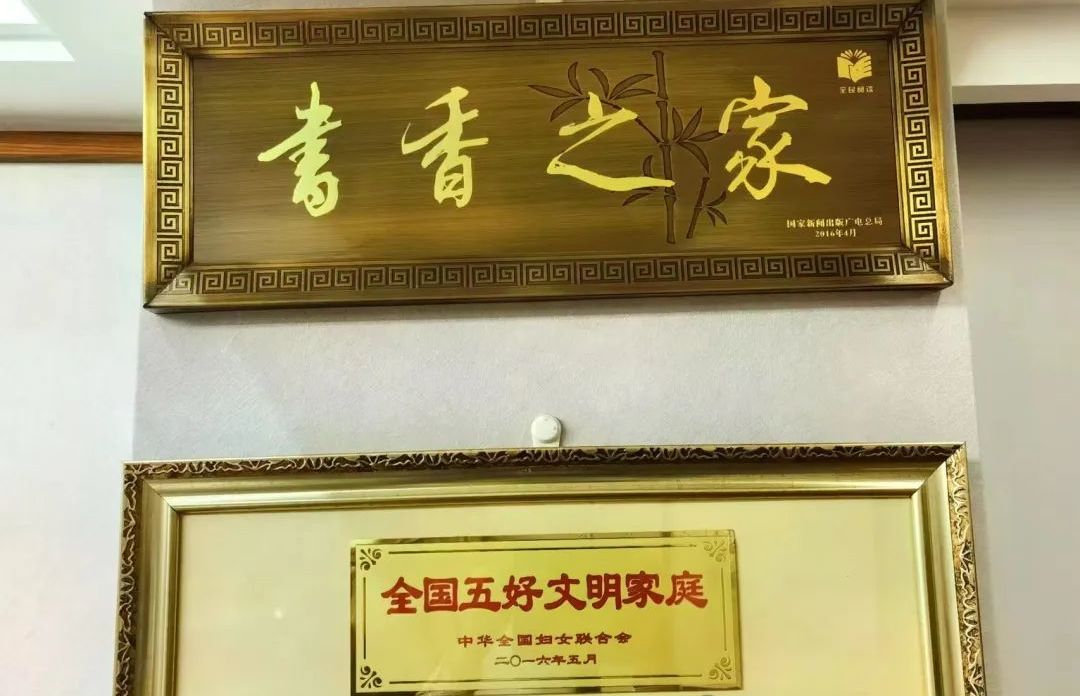 全民阅读
書香之家
国家新闻出版广电总局
2016年4月
全国五好文明家庭
中华全国妇女联合会
二〇一六年五月